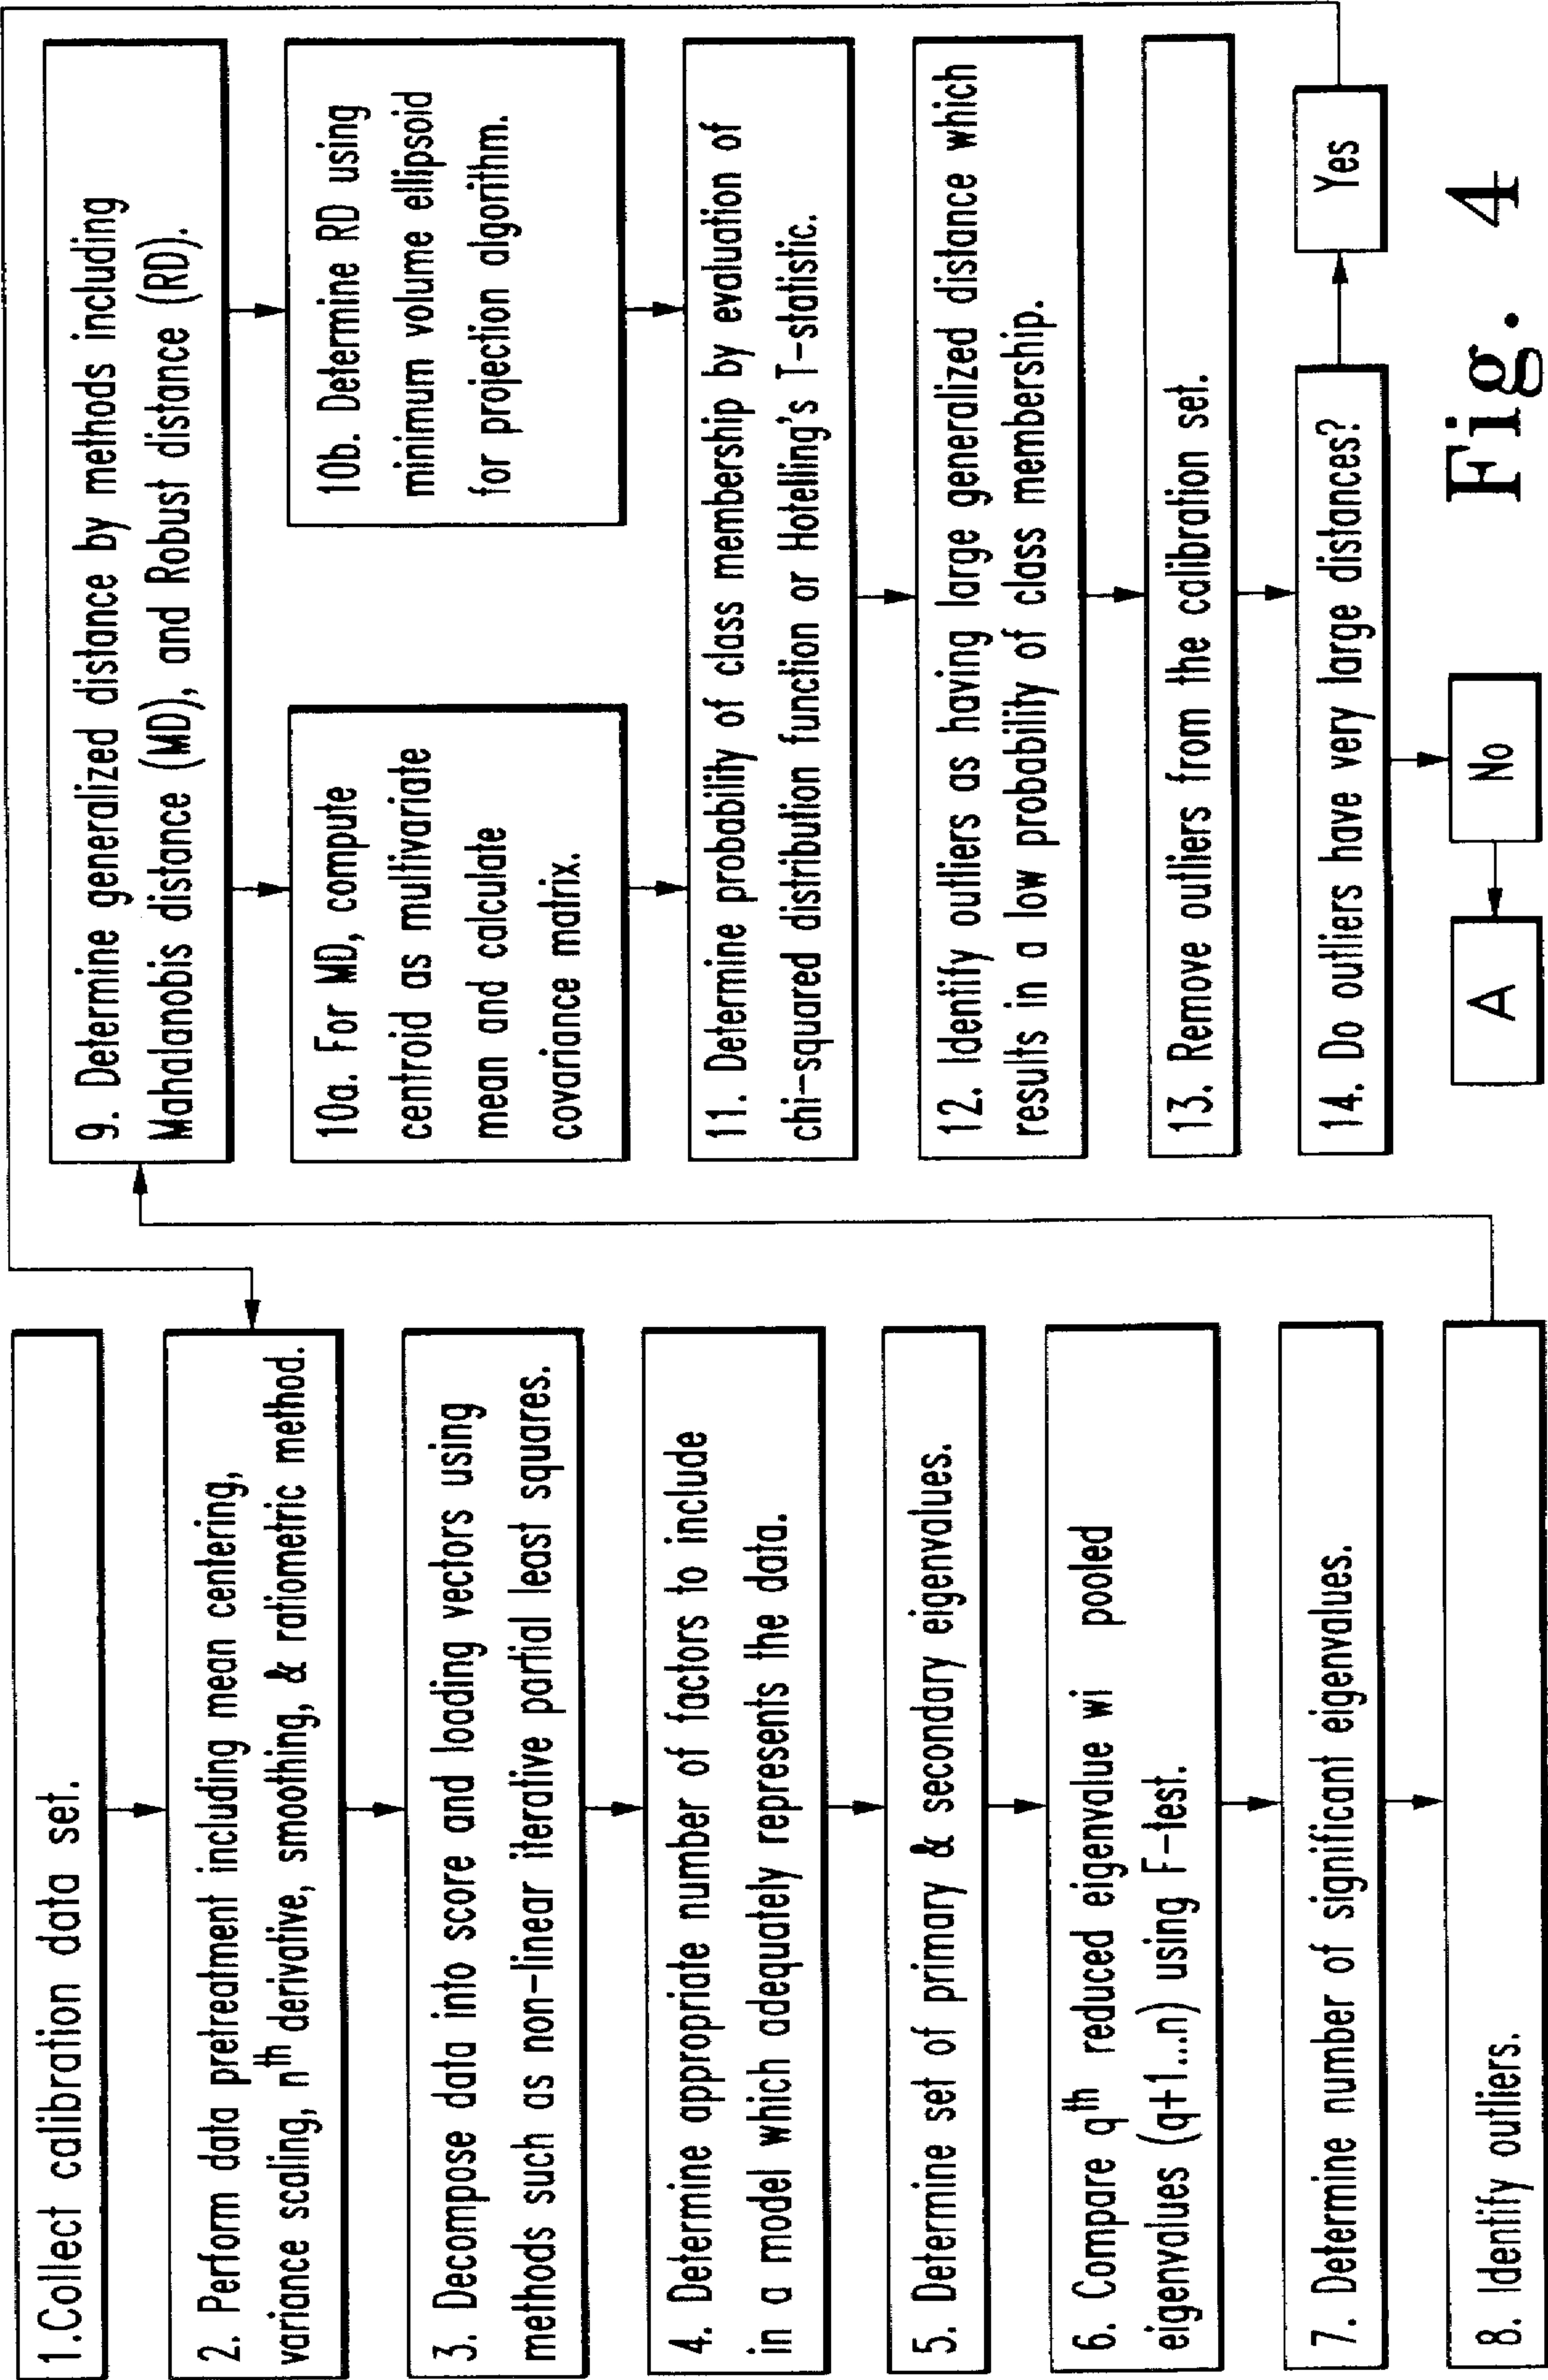 1.Collect calibration data set.
2. Perform data pretreatment including mean centering,
variance scaling, nth derivative, smoothing, & ratiometric method.
3. Decompose data into score and loading vectors using
methods such as non-linear iterative partial least squares.
4. Determine appropriate number of factors to include
in a model which adequately represents the data.
5. Determine set of primary & secondary eigenvalues.
6. Compare qth reduced eigenvalue wi pooled
eigenvalues (q+1...n) using F-test.
7. Determine number of significant eigenvalues.
8. Identify outliers.
9. Determine generalized distance by methods including
Mahalanobis distance (MD), and Robust distance (RD).
10a. For MD, compute
centroid as multivariate
mean and calculate
covariance matrix.
10b. Determine RD using
minimum volume ellipsoid
for projection algorithm.
11. Determine probability of class membership by evaluation of
chi-squared distribution function or Hotelling's T-statistic.
12. Identify outliers as having large generalized distance which
results in a low probability of class membership.
13. Remove outliers from the calibration set.
14. Do outliers have very large distances?
Yes
No
A
Fig. 4